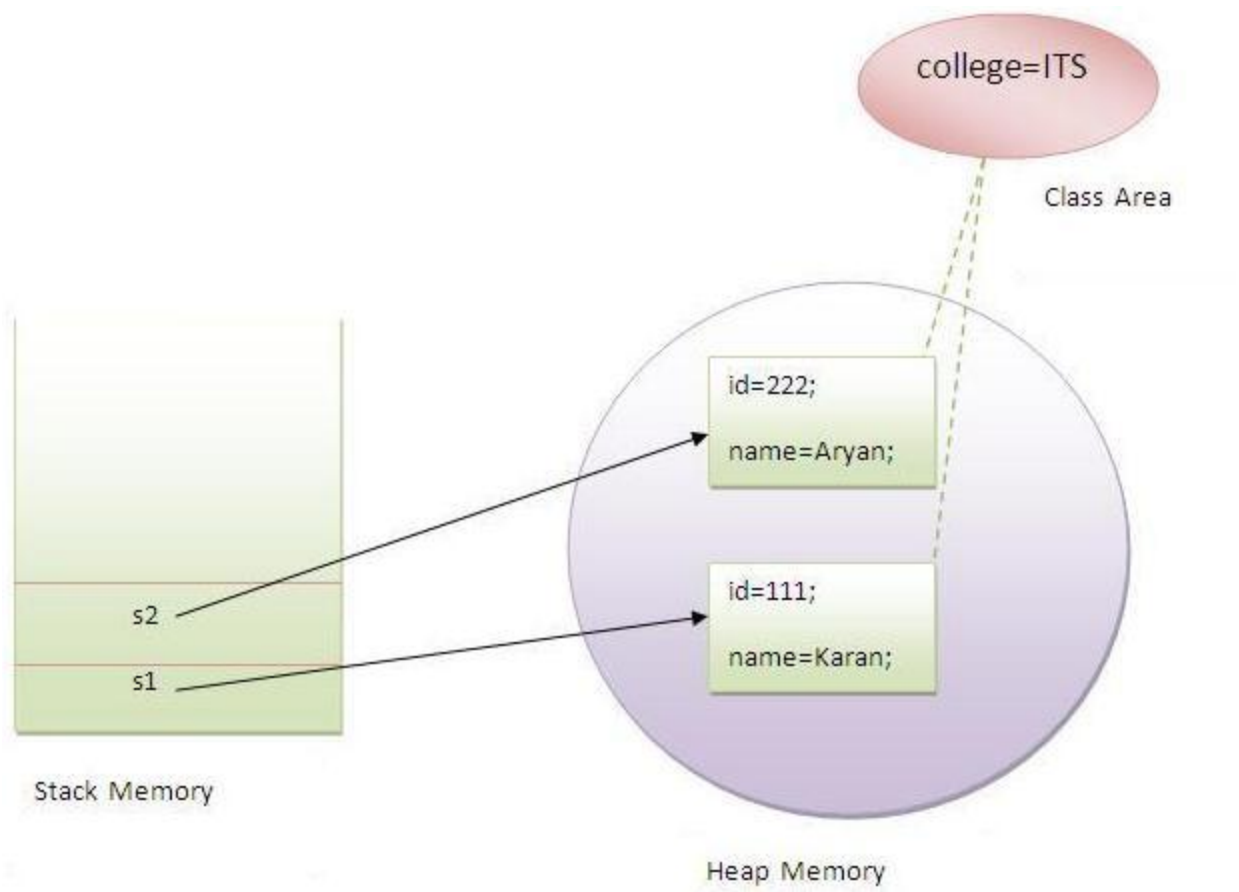 college=ITS
Class Area
id=222;
name=Aryan;
s2
id=111;
name=Karan;
s1
Stack Memory
Heap Memory